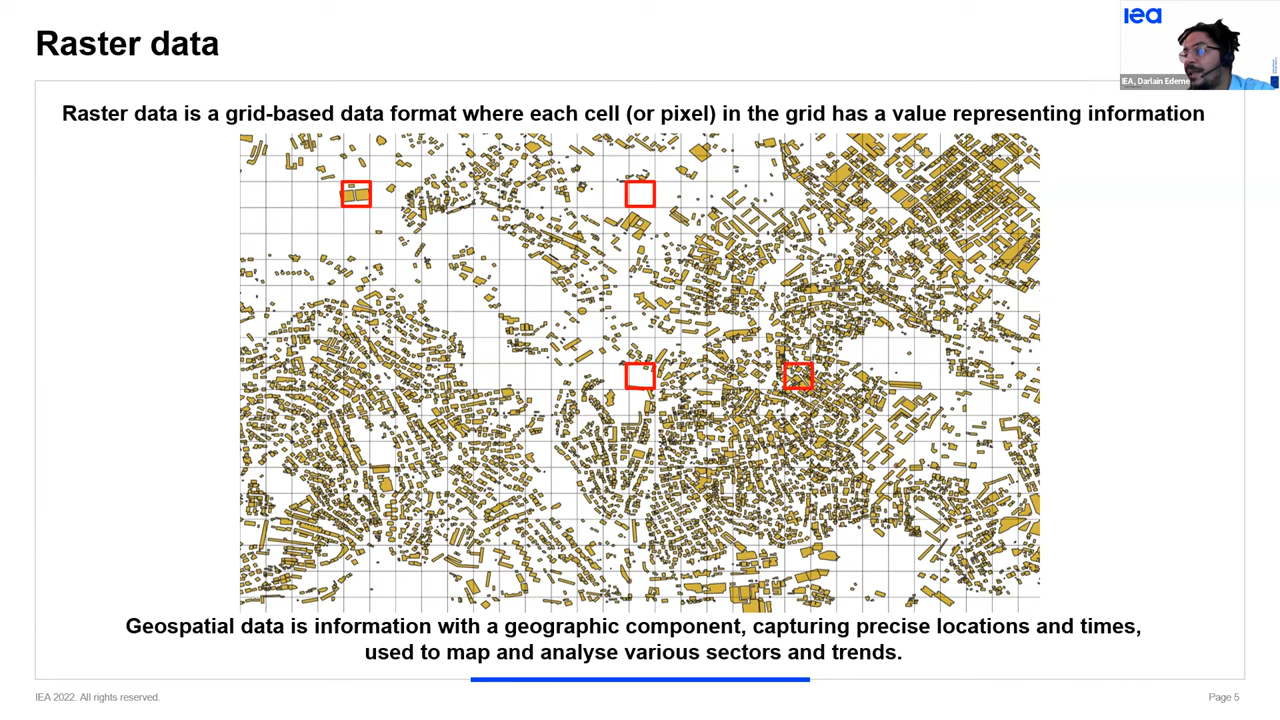 Raster data
iea
IEA, Darlain Edeme
Raster data is a grid-based data format where each cell (or pixel) in the grid has a value representing information
Geospatial data is information with a geographic component, capturing precise locations and times,
used to map and analyse various sectors and trends.
IEA 2022. All rights reserved.
Page 5